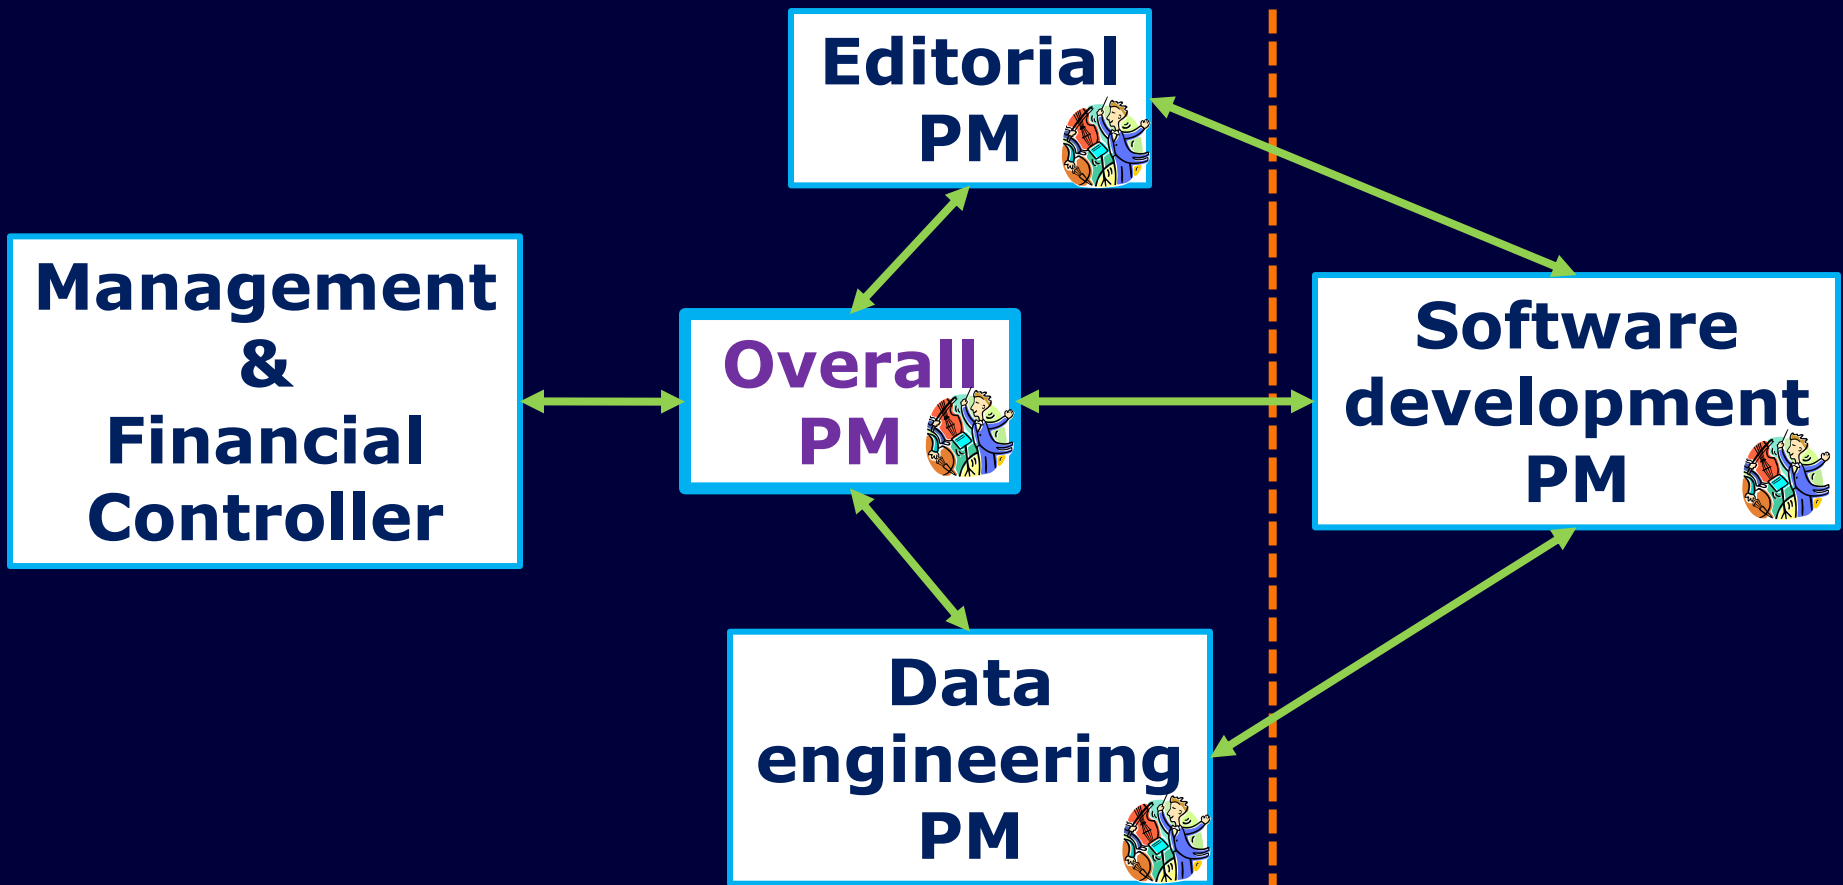 Editorial
PM
Management
&
Financial
Controller
Overall
PM
Software
development
PM
Data
engineering
PM